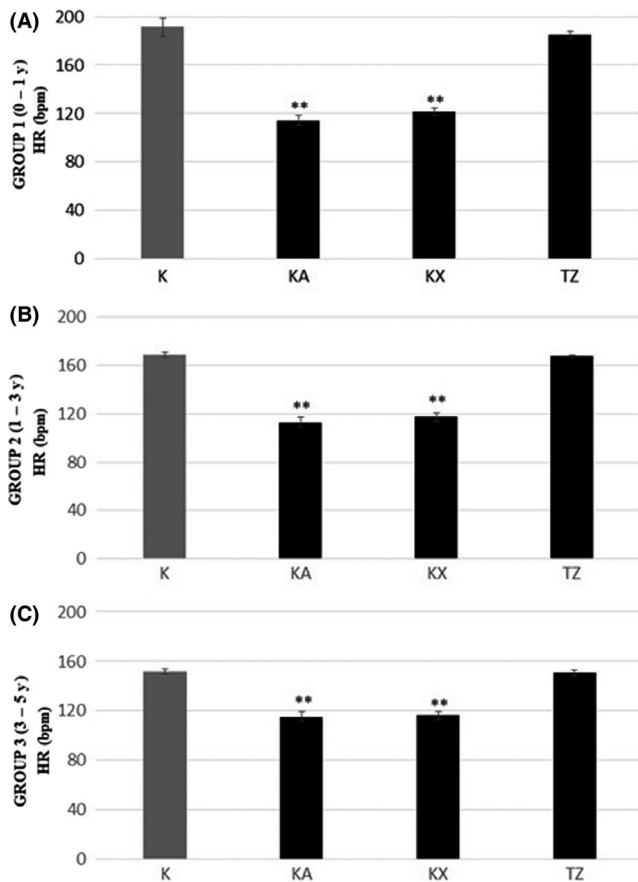 (A)
GROUP 1 (0 – 1 y)
HR (bpm)
200
160
120
80
40
0
**
**
K KA KX TZ
(B)
GROUP 2 (1 – 3 y)
HR (bpm)
200
160
120
80
40
0
**
**
K KA KX TZ
(C)
GROUP 3 (3 – 5 y)
HR (bpm)
200
160
120
80
40
0
**
**
K KA KX TZ